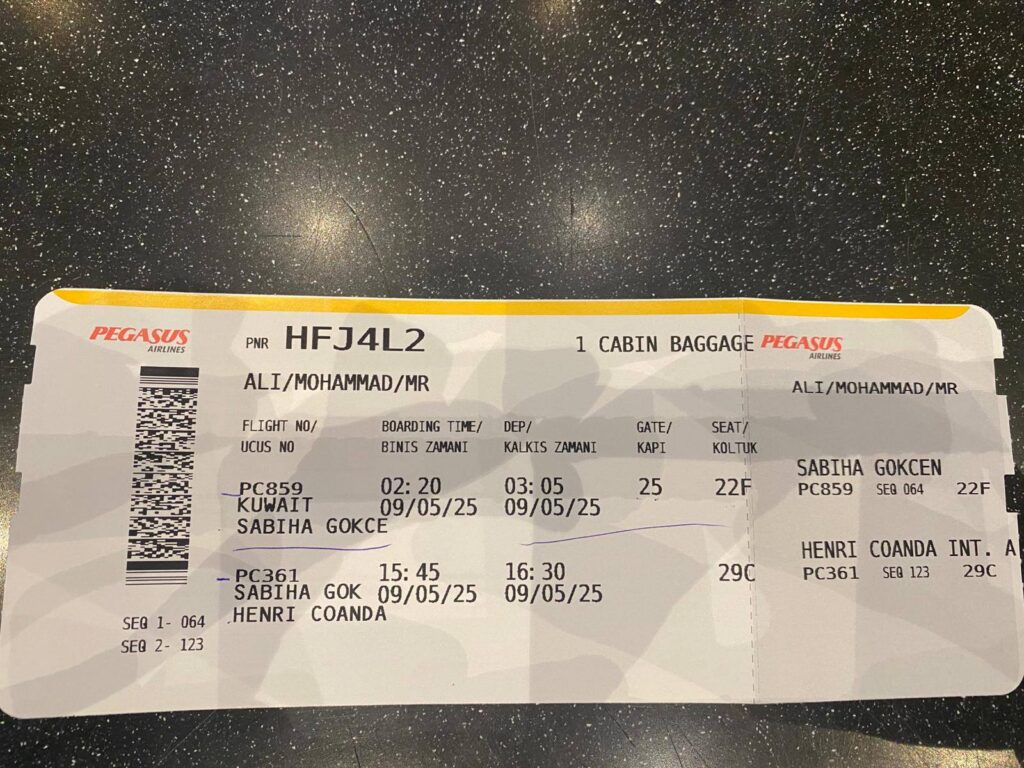 PEGASUS
AIRLINES
PNR HFJ4L2
1 CABIN BAGGAGE
ALI/MOHAMMAD/MR
FLIGHT NO/ BOARDING TIME/ DEP/ GATE/ SEAT/
UCUS NO BINIS ZAMANI KALKIS ZAMANI KAPI KOLTUK
PC859 02:20 03:05 25 22F
KUWAIT 09/05/25 09/05/25
SABIHA GOKCE
PC361 15:45 16:30 29C
SABIHA GOK 09/05/25 09/05/25
HENRI COANDA
SEQ 1- 064
SEQ 2- 123
PEGASUS
AIRLINES
ALI/MOHAMMAD/MR
SABIHA GOKCEN
PC859 SEQ 064 22F
HENRI COANDA INT. A
PC361 SEQ 123 29C